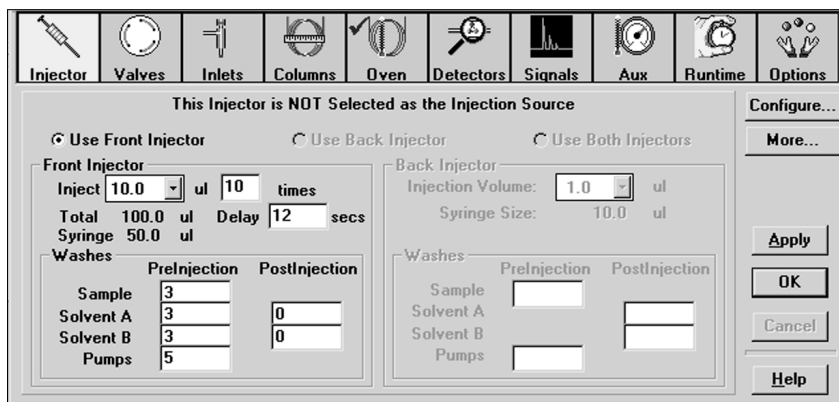 Injector Valves Inlets Columns Oven Detectors Signals Aux Runtime Options
This Injector is NOT Selected as the Injection Source
Use Front Injector Use Back Injector Use Both Injectors
Front Injector
Inject 10.0 ul 10 times
Total 100.0 ul Delay 12 secs
Syringe 50.0 ul
Washes
PreInjection PostInjection
Sample 3
Solvent A 3 0
Solvent B 3 0
Pumps 5
Back Injector
Injection Volume: 1.0 ul
Syringe Size: 10.0 ul
Washes
PreInjection PostInjection
Sample
Solvent A
Solvent B
Pumps
Configure...
More...
Apply
OK
Cancel
Help